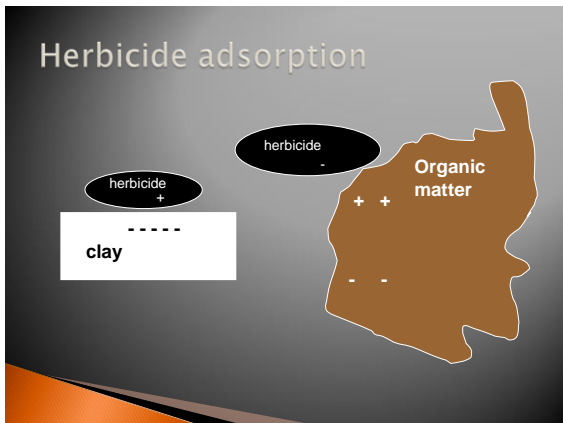 Herbicide adsorption
herbicide
-
Organic
matter
herbicide
+
+ +
- - - - -
clay
- -